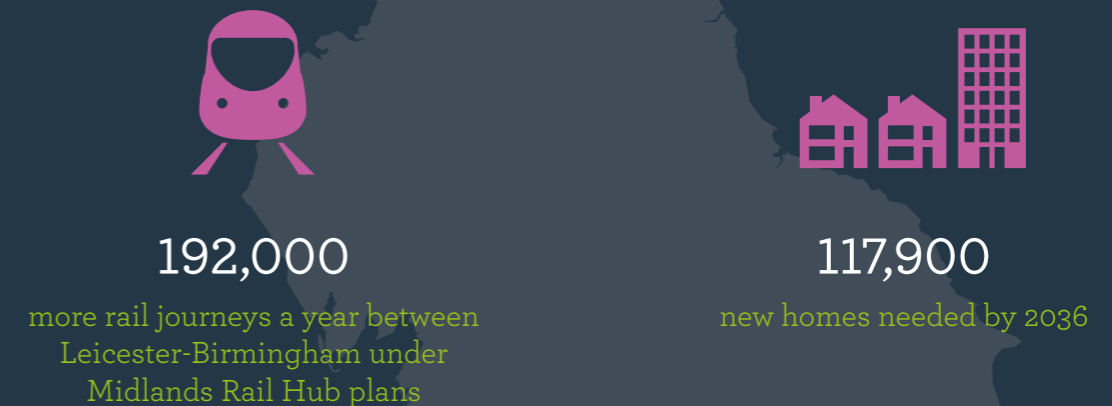 192,000
more rail journeys a year between
Leicester-Birmingham under
Midlands Rail Hub plans
117,900
new homes needed by 2036